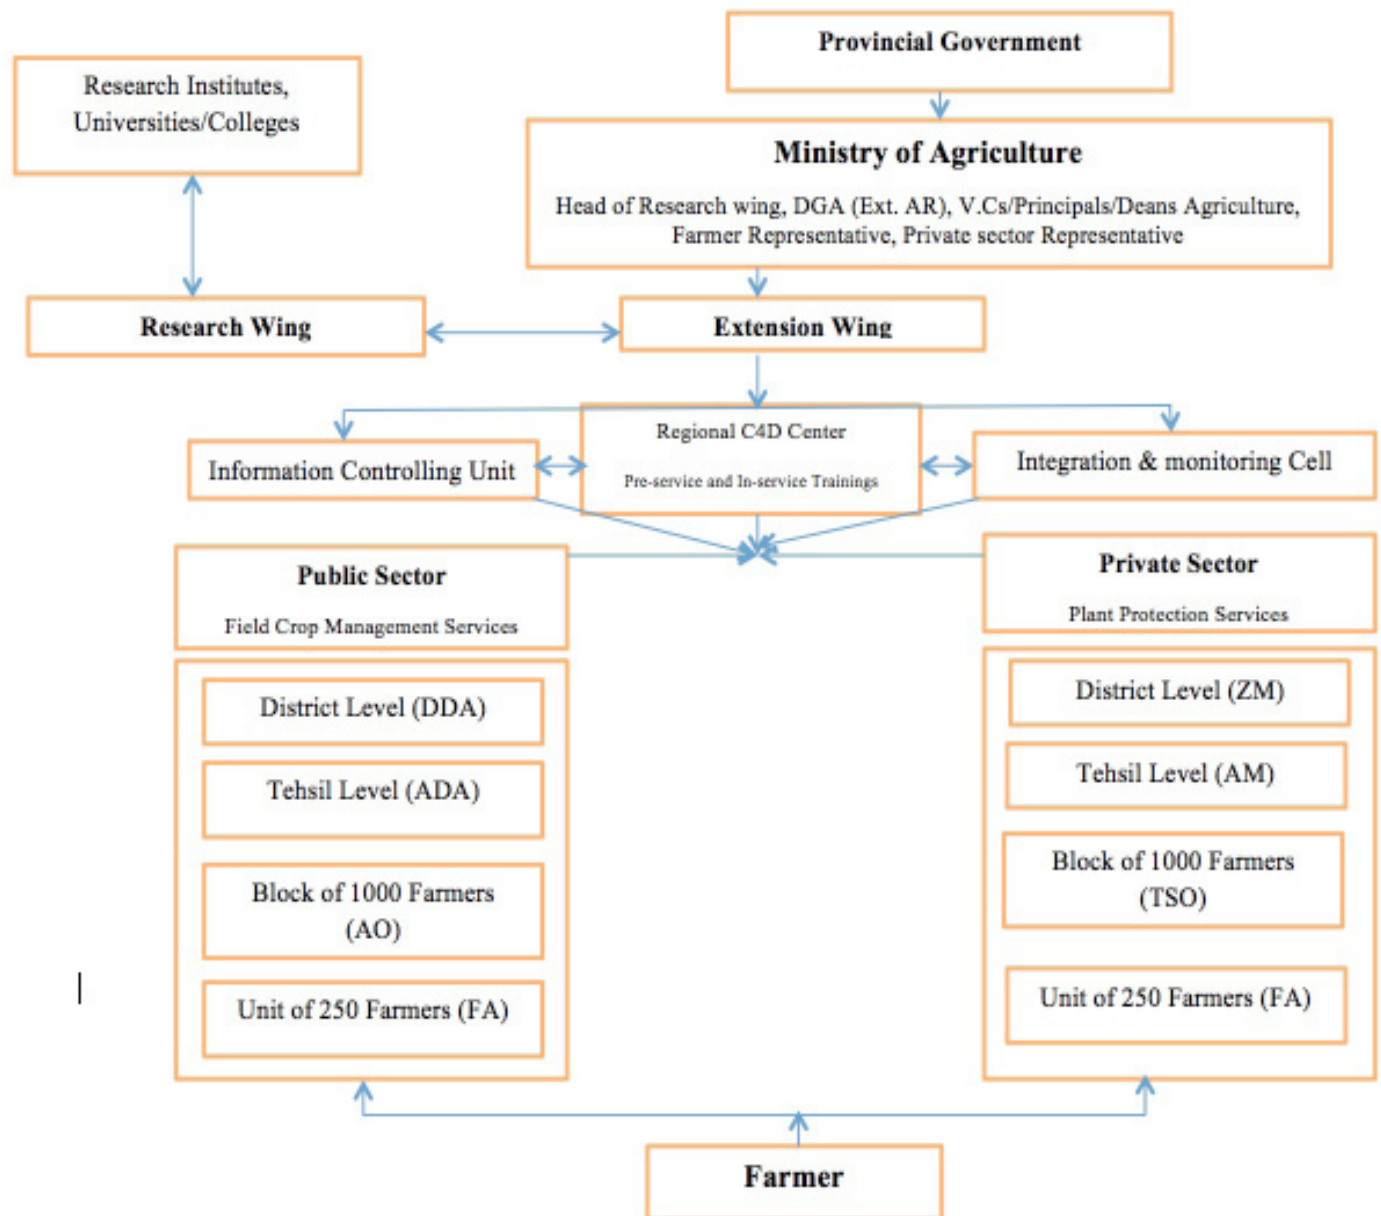 Provincial Government
Research Institutes,
Universities/Colleges
Ministry of Agriculture
Head of Research wing, DGA (Ext. AR), V.Cs/Principals/Deans Agriculture,
Farmer Representative, Private sector Representative
Research Wing
Extension Wing
Regional C4D Center
Pre-service and In-service Trainings
Information Controlling Unit
Integration & monitoring Cell
Public Sector
Field Crop Management Services
District Level (DDA)
Tehsil Level (ADA)
Block of 1000 Farmers
(AO)
Unit of 250 Farmers (FA)
Private Sector
Plant Protection Services
District Level (ZM)
Tehsil Level (AM)
Block of 1000 Farmers
(TSO)
Unit of 250 Farmers (FA)
Farmer